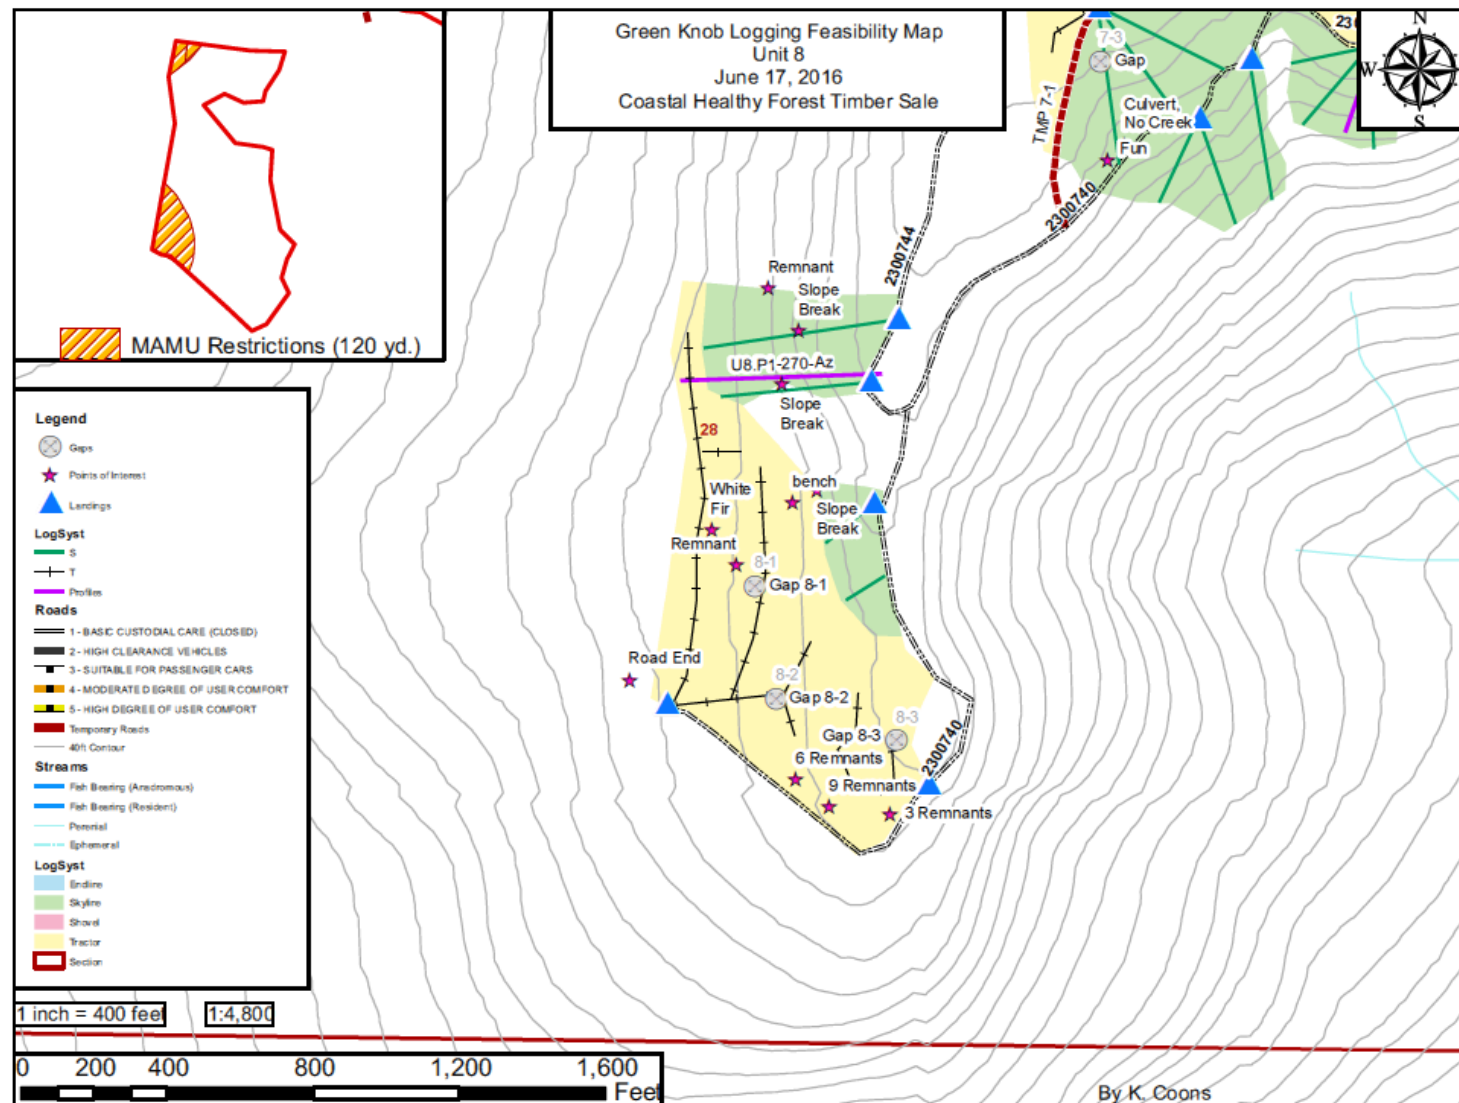 Green Knob Logging Feasibility Map
Unit 8
June 17, 2016
Coastal Healthy Forest Timber Sale
MAMU Restrictions (120 yd.)
N
W
S
7-3
Gap
TMP 7-1
Culvert,
No Creek
Fun
2300740
2300744
Remnant
Slope
Break
U8.P1-270-Az
Slope
Break
28
White
Fir
bench
Slope
Break
Remnant
8-1
Gap 8-1
Road End
8-2
Gap 8-2
8-3
Gap 8-3
2300740
6 Remnants
9 Remnants
3 Remnants
Legend
Gaps
Points of Interest
Landings
LogSyst
S
T
Profiles
Roads
1 - BASIC CUSTODIAL CARE (CLOSED)
2 - HIGH CLEARANCE VEHICLES
3 - SUITABLE FOR PASSENGER CARS
4 - MODERATE DEGREE OF USER COMFORT
5 - HIGH DEGREE OF USER COMFORT
Temporary Roads
40ft Contour
Streams
Fish Bearing (Anadromous)
Fish Bearing (Resident)
Perennial
Ephemeral
LogSyst
Endline
Skyline
Shovel
Tractor
Section
1 inch = 400 feet
1:4,800
0 200 400 800 1,200 1,600
Feet
By K. Coons